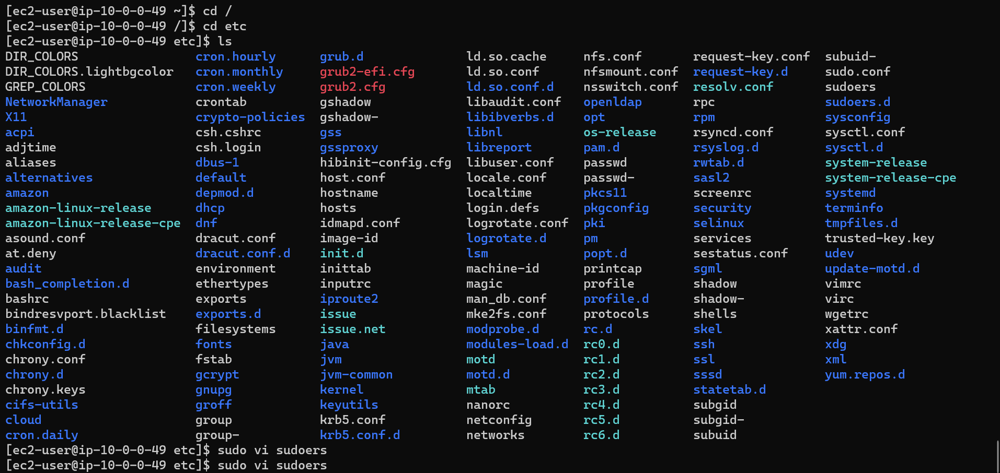 [ec2-user@ip-10-0-0-49 ~]$ cd /
[ec2-user@ip-10-0-0-49 /]$ cd etc
[ec2-user@ip-10-0-0-49 etc]$ ls
DIR_COLORS cron.hourly grub.d ld.so.cache nfs.conf request-key.conf subuid-
DIR_COLORS.lightbgcolor cron.monthly grub2-efi.cfg ld.so.conf nfsmount.conf request-key.d sudo.conf
GREP_COLORS cron.weekly grub2.cfg ld.so.conf.d nsswitch.conf resolv.conf sudoers
NetworkManager crontab gshadow libaudit.conf openldap rpc sudoers.d
X11 crypto-policies gshadow- libibverbs.d opt rpm sysconfig
acpi csh.cshrc gss libnl os-release rsyncd.conf sysctl.conf
adjtime csh.login gssproxy libreport pam.d rsyslog.d sysctl.d
aliases dbus-1 hibinit-config.cfg libuser.conf passwd rwtab.d system-release
alternatives default host.conf locale.conf passwd- sasl2 system-release-cpe
amazon depmod.d hostname localtime pkcs11 screenrc systemd
amazon-linux-release dhcp hosts login.defs pkgconfig security terminfo
amazon-linux-release-cpe dnf idmapd.conf logrotate.conf pki selinux tmpfiles.d
asound.conf dracut.conf image-id logrotate.d pm services trusted-key.key
at.deny dracut.conf.d init.d lsm popt.d sestatus.conf udev
audit environment inittab machine-id printcap sgml update-motd.d
bash_completion.d ethertypes inputrc magic profile shadow vimrc
bashrc exports iproute2 man_db.conf profile.d shadow- virc
bindresvport.blacklist exports.d issue mke2fs.conf protocols shells wgetrc
binfmt.d filesystems issue.net modprobe.d rc.d skel xattr.conf
chkconfig.d fonts java modules-load.d rc0.d ssh xdg
chrony.conf fstab jvm motd rc1.d ssl xml
chrony.d gcrypt jvm-common motd.d rc2.d sssd yum.repos.d
chrony.keys gnupg kernel mtab rc3.d statetab.d
cifs-utils groff keyutils nanorc rc4.d subgid
cloud group krb5.conf netconfig rc5.d subgid-
cron.daily group- krb5.conf.d networks rc6.d subuid
[ec2-user@ip-10-0-0-49 etc]$ sudo vi sudoers
[ec2-user@ip-10-0-0-49 etc]$ sudo vi sudoers